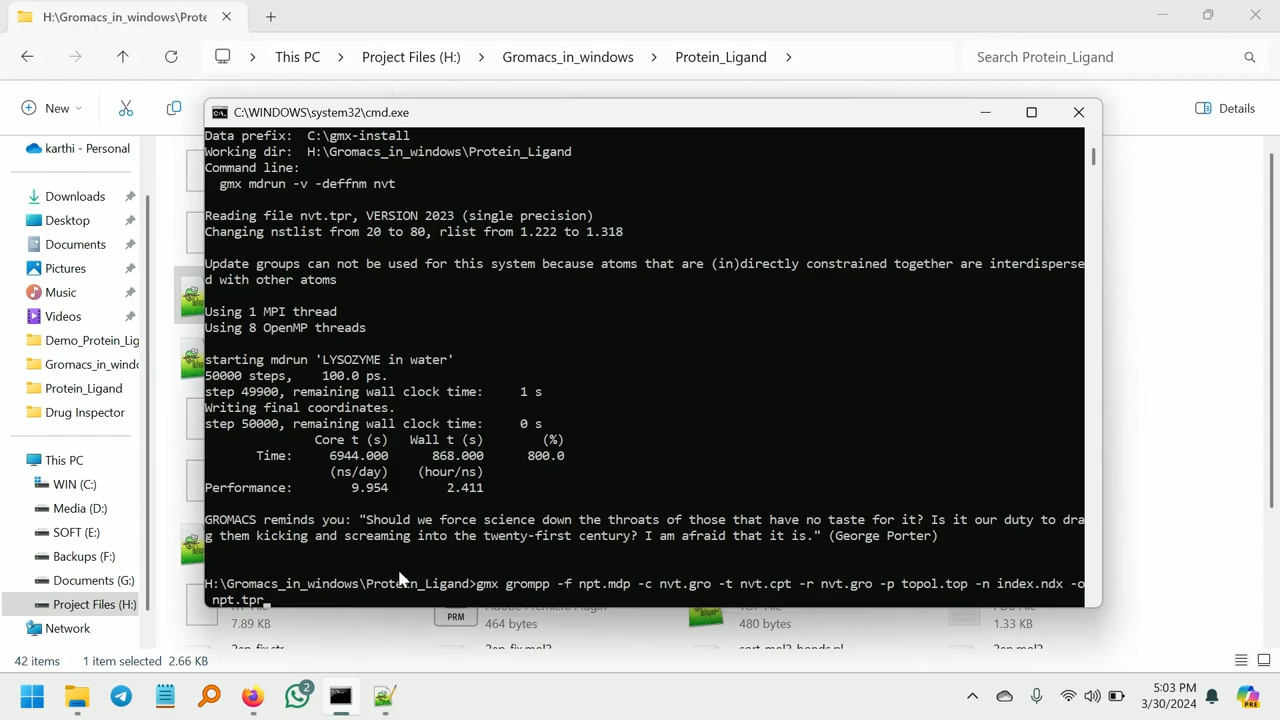 H:\Gromacs_in_windows\Prote
This PC > Project Files (H:) > Gromacs_in_windows > Protein_Ligand >
Search Protein_Ligand
New
Details
C:\WINDOWS\system32\cmd.exe
Data prefix: C:\gmx-install
Working dir: H:\Gromacs_in_windows\Protein_Ligand
Command line:
gmx mdrun -v -deffnm nvt
Reading file nvt.tpr, VERSION 2023 (single precision)
Changing nstlist from 20 to 80, rlist from 1.222 to 1.318
Update groups can not be used for this system because atoms that are (in)directly constrained together are interdisperse
d with other atoms
Using 1 MPI thread
Using 8 OpenMP threads
starting mdrun 'LYSOZYME in water'
50000 steps, 100.0 ps.
step 49900, remaining wall clock time: 1 s
Writing final coordinates.
step 50000, remaining wall clock time: 0 s
Core t (s) Wall t (s) (%)
Time: 6944.000 868.000 800.0
(ns/day) (hour/ns)
Performance: 9.954 2.411
GROMACS reminds you: "Should we force science down the throats of those that have no taste for it? Is it our duty to dra
g them kicking and screaming into the twenty-first century? I am afraid that it is." (George Porter)
H:\Gromacs_in_windows\Protein_Ligand>gmx grompp -f npt.mdp -c nvt.gro -t nvt.cpt -r nvt.gro -p topol.top -n index.ndx -o
npt.tpr
karthi - Personal
Downloads
Desktop
Documents
Pictures
Music
Videos
Demo_Protein_Lig
Gromacs_in_windo
Protein_Ligand
Drug Inspector
This PC
WIN (C:)
Media (D:)
SOFT (E:)
Backups (F:)
Documents (G:)
Project Files (H:)
Network
7.89 KB
PRM
464 bytes
480 bytes
1.33 KB
42 items 1 item selected 2.66 KB
2
5:03 PM
3/30/2024
PRE